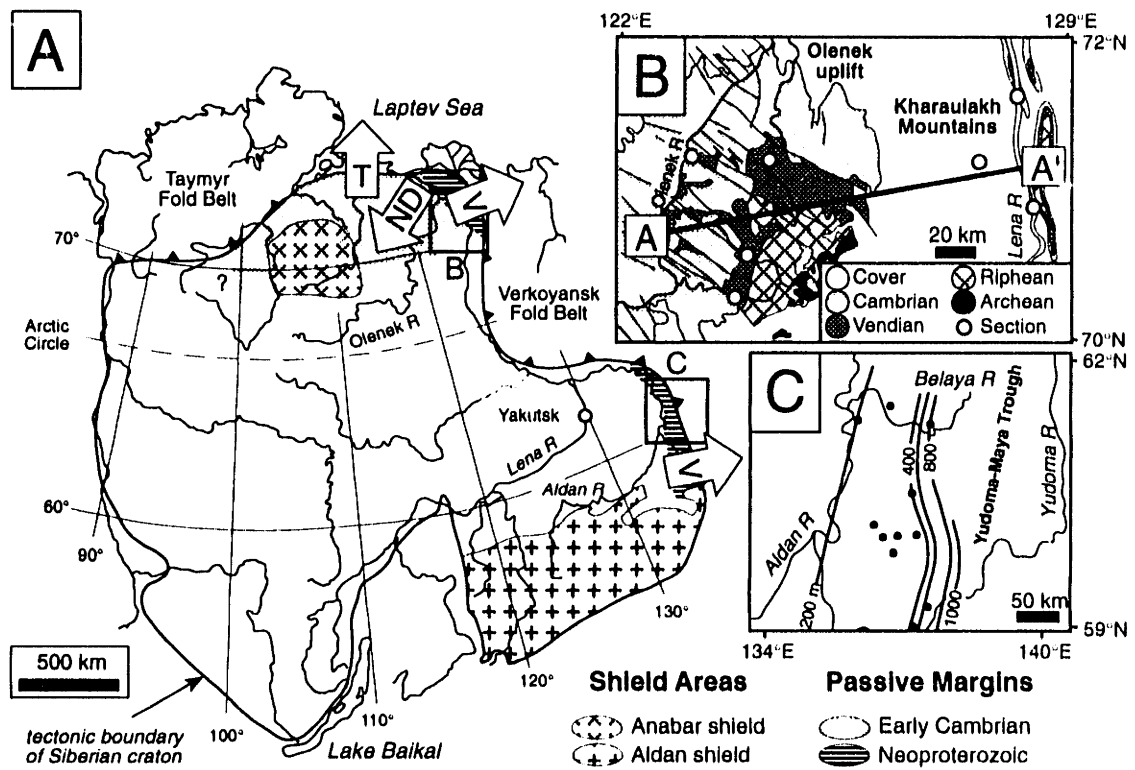 A
Laptev Sea
Taymyr
Fold Belt
T
ND
V
70°
?
B
Verkoyansk
Fold Belt
Arctic
Circle
Olenek R
C
Yakutsk
Lena R
Aldan R
V
60°
90°
130°
120°
110°
100°
500 km
tectonic boundary
of Siberian craton
Lake Baikal
Shield Areas
Anabar shield
Aldan shield
Passive Margins
Early Cambrian
Neoproterozoic
122°E
129°E
72°N
B
Olenek
uplift
Kharaulakh
Mountains
Olenek R
A
A'
Lena R
20 km
Cover
Cambrian
Vendian
Riphean
Archean
Section
70°N
62°N
C
Belaya R
400
800
Yudoma-Maya Trough
Yudoma R
Aldan R
200 m
1000
50 km
59°N
134°E
140°E